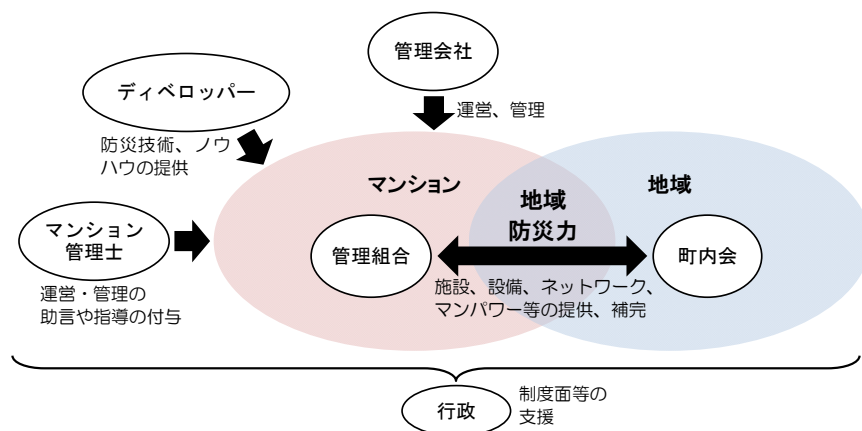 管理会社
運営、管理
ディベロッパー
防災技術、ノウ
ハウの提供
マンション
地域
地域
防災力
マンション
管理士
管理組合
町内会
運営・管理の
助言や指導の付与
施設、設備、ネットワーク、
マンパワー等の提供、補完
行政
制度面等の
支援